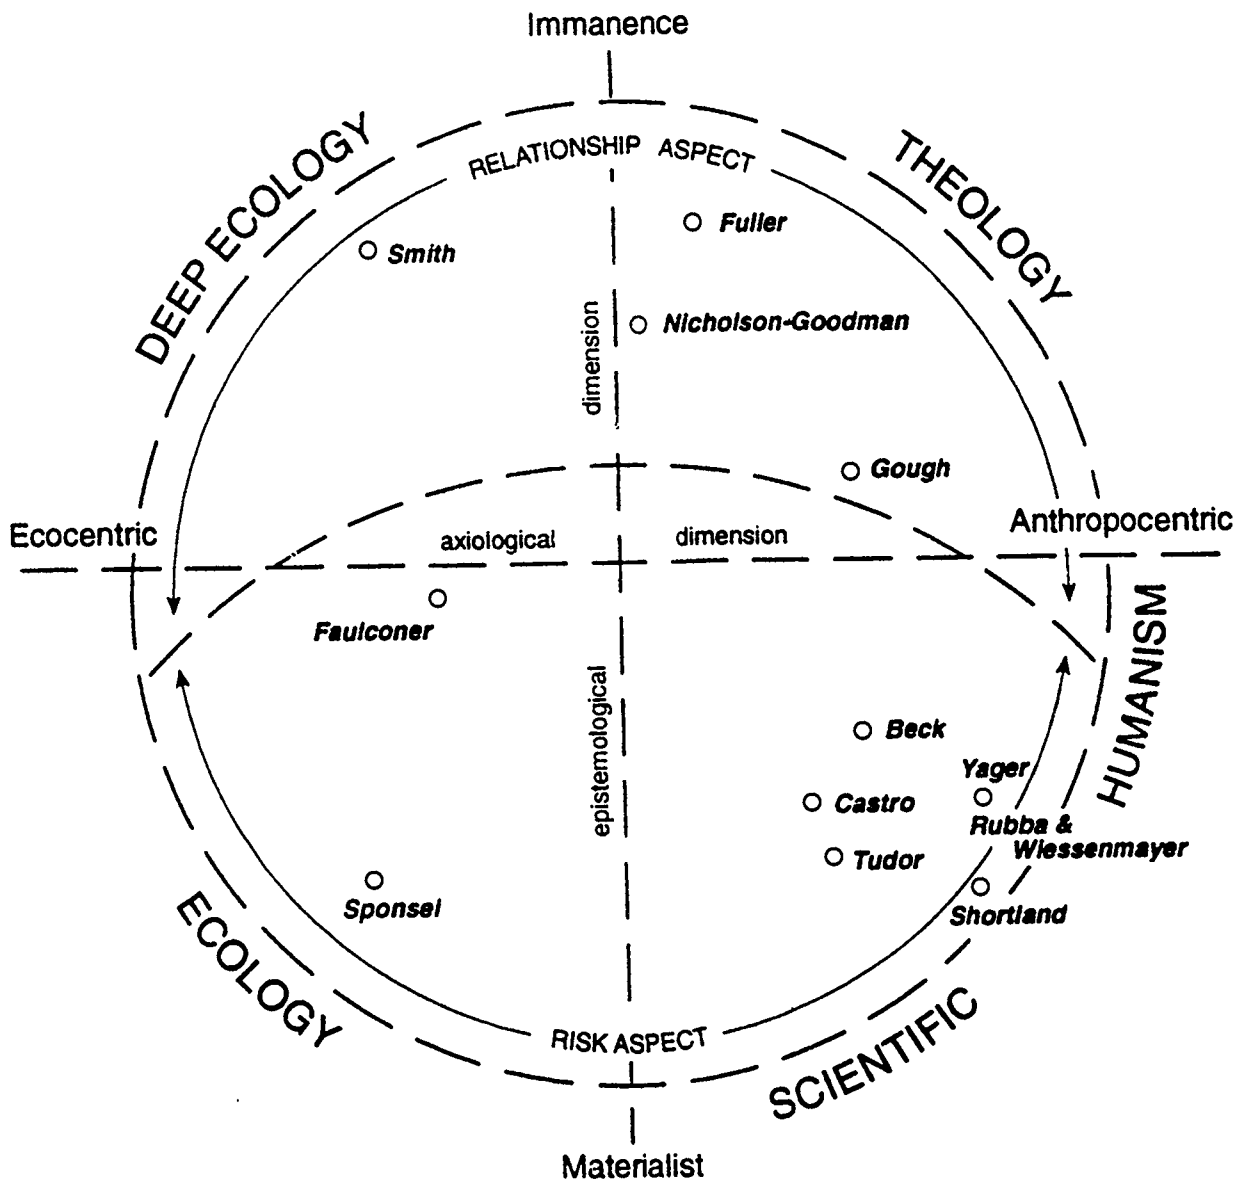 Immanence
DEEP ECOLOGY
RELATIONSHIP ASPECT
THEOLOGY
Fuller
Smith
dimension
Nicholson-Goodman
Gough
Ecocentric
axiological
dimension
Anthropocentric
Faulconer
HUMANISM
epistemological
Beck
Yager
Castro
Rubba &
Wiessenmayer
Tudor
Sponsel
Shortland
ECOLOGY
RISK ASPECT
SCIENTIFIC
Materialist